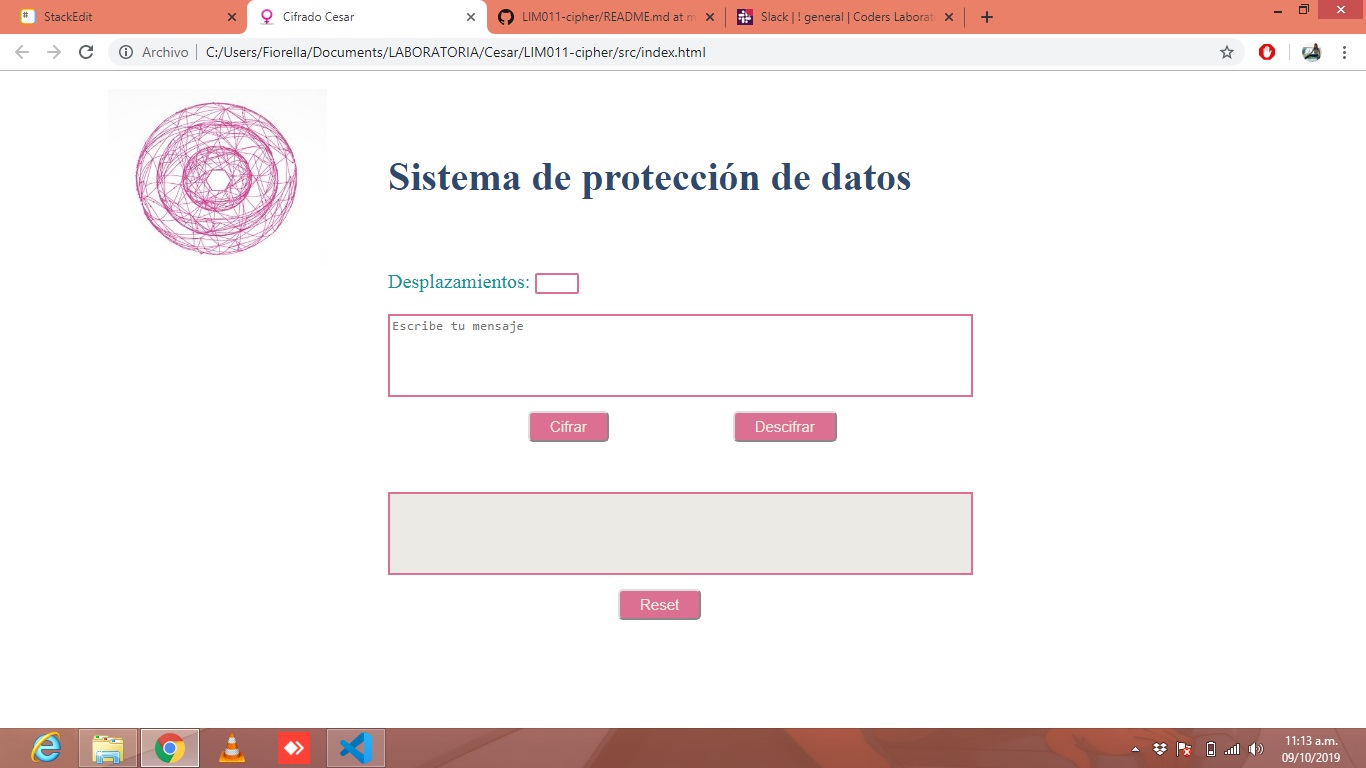 StackEdit
Cifrado Cesar
LIM011-cipher/README.md at m
Slack | ! general | Coders Laborat
Archivo
C:/Users/Fiorella/Documents/LABORATORIA/Cesar/LIM011-cipher/src/index.html
Sistema de protección de datos
Desplazamientos:
Escribe tu mensaje
Cifrar
Descifrar
Reset
11:13 a.m.
09/10/2019